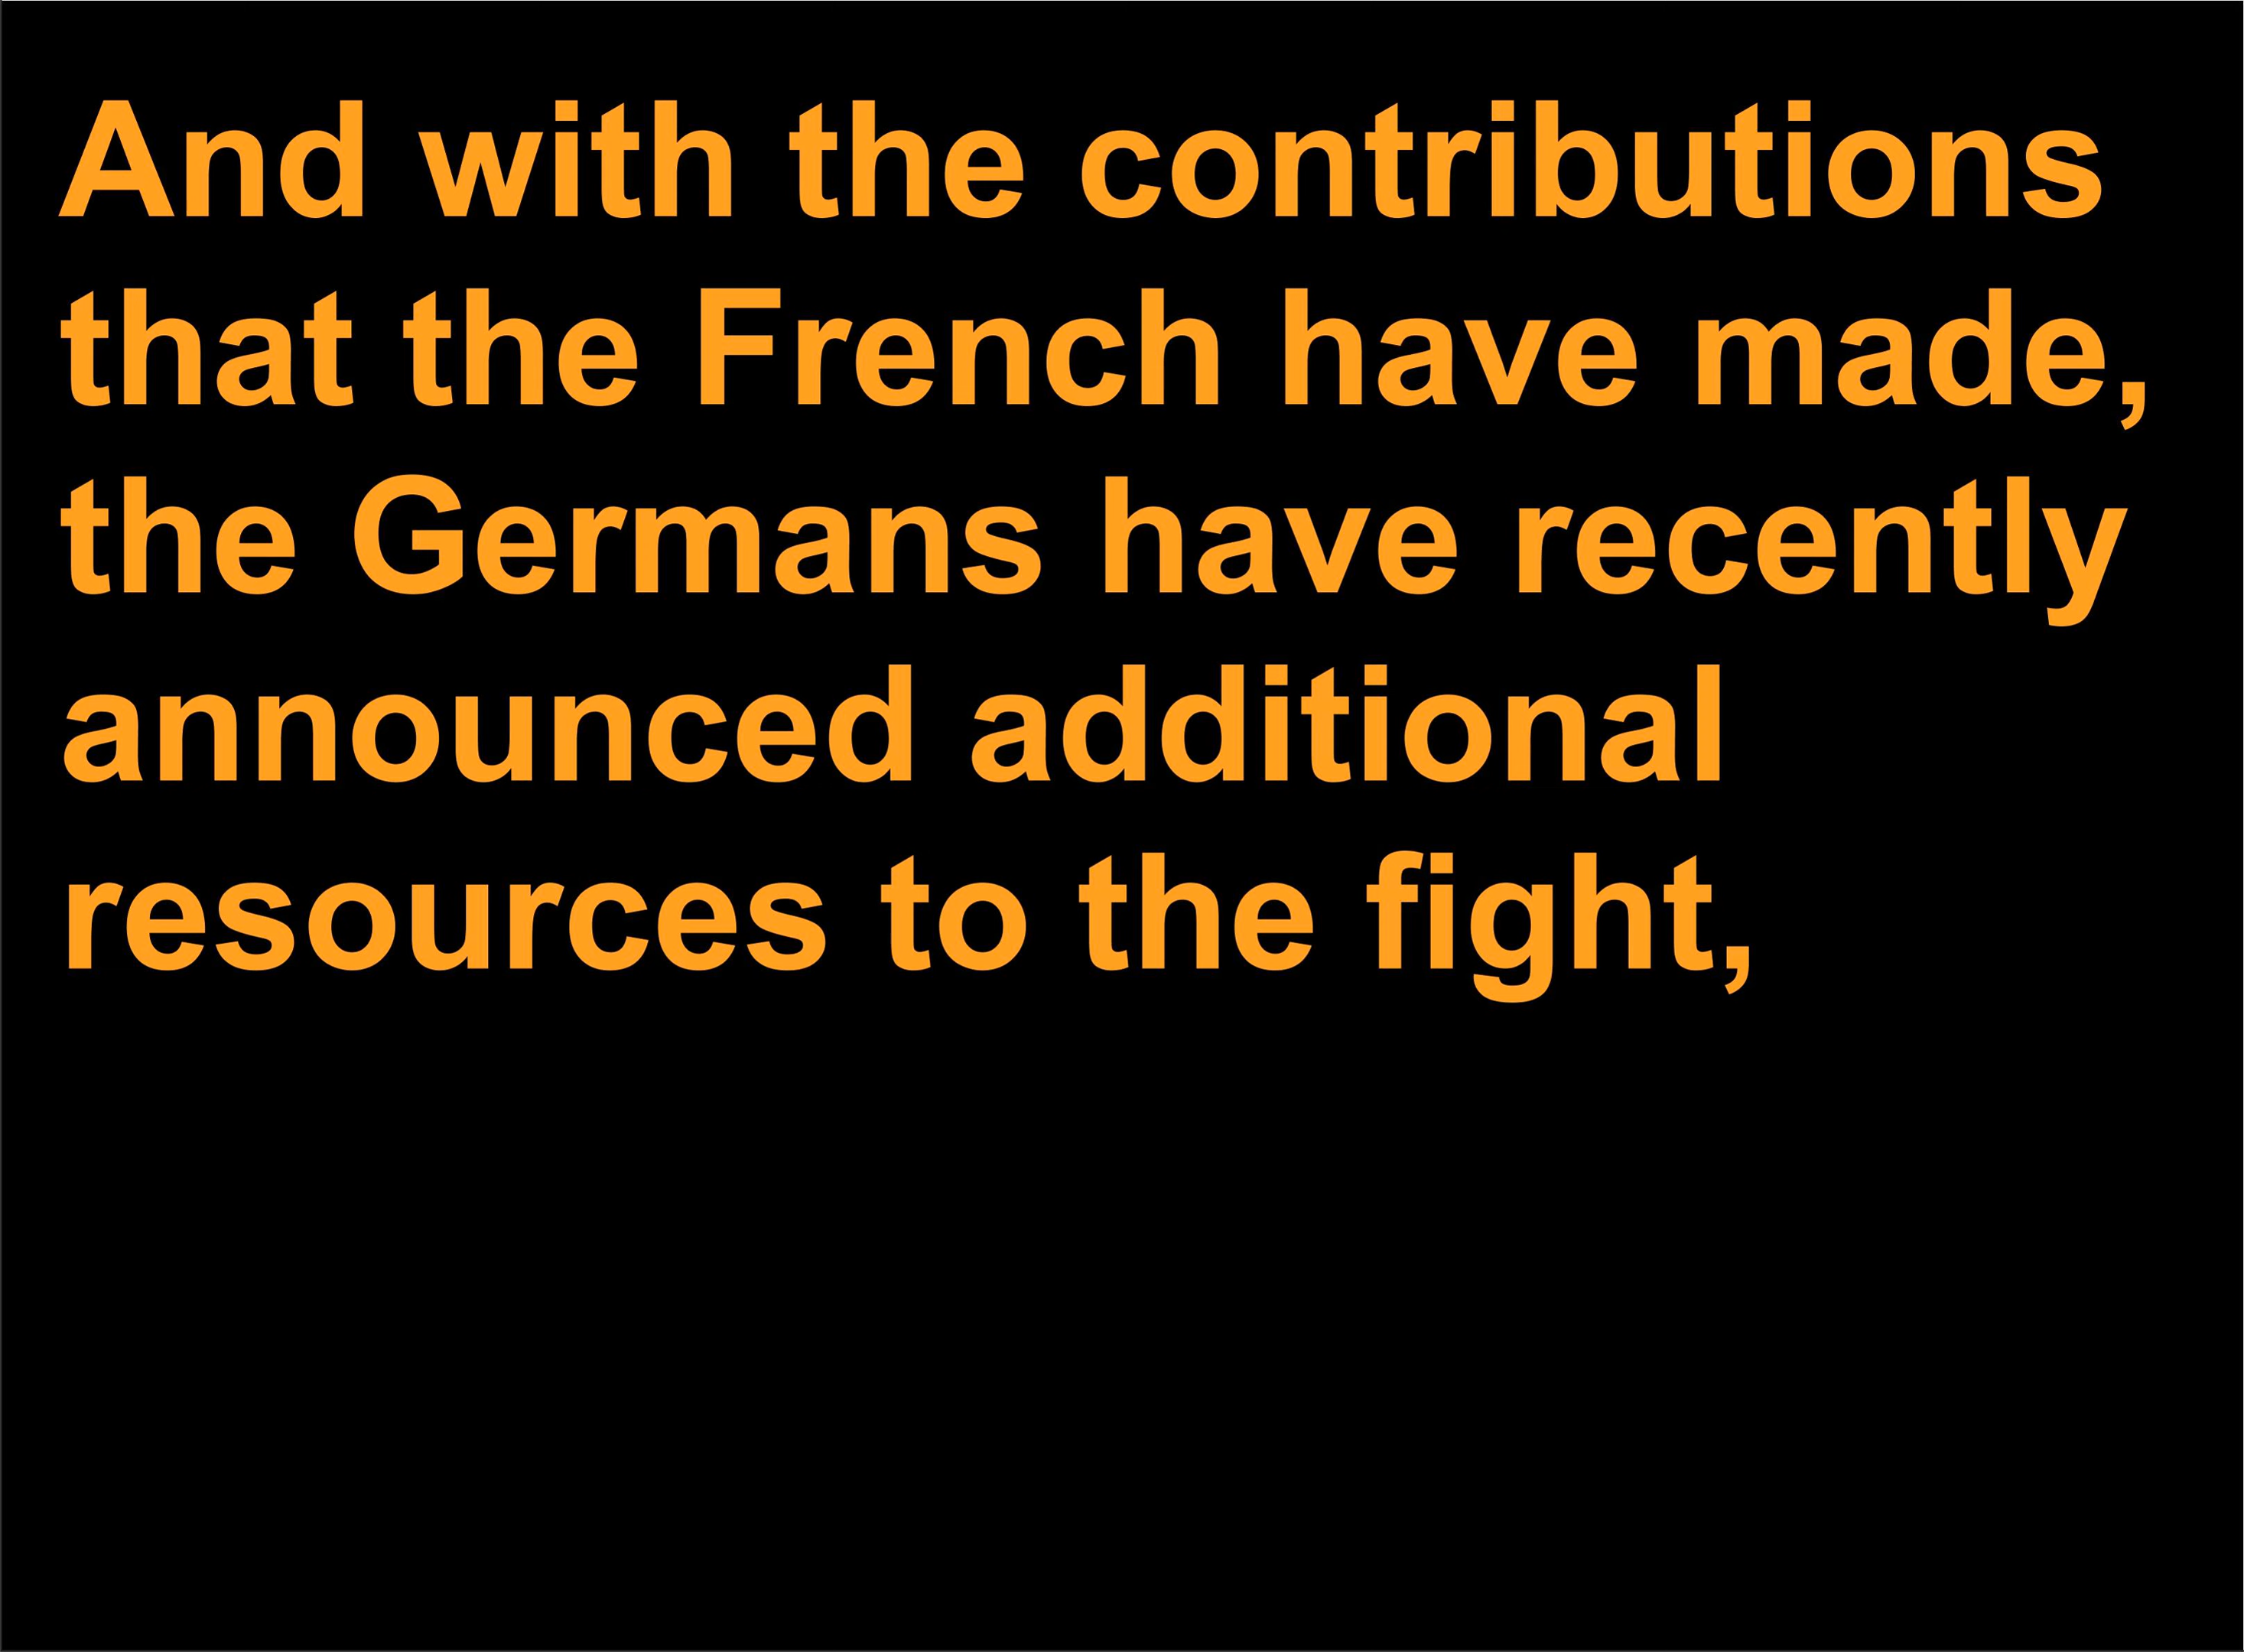 And with the contributions
that the French have made,
the Germans have recently
announced additional
resources to the fight,